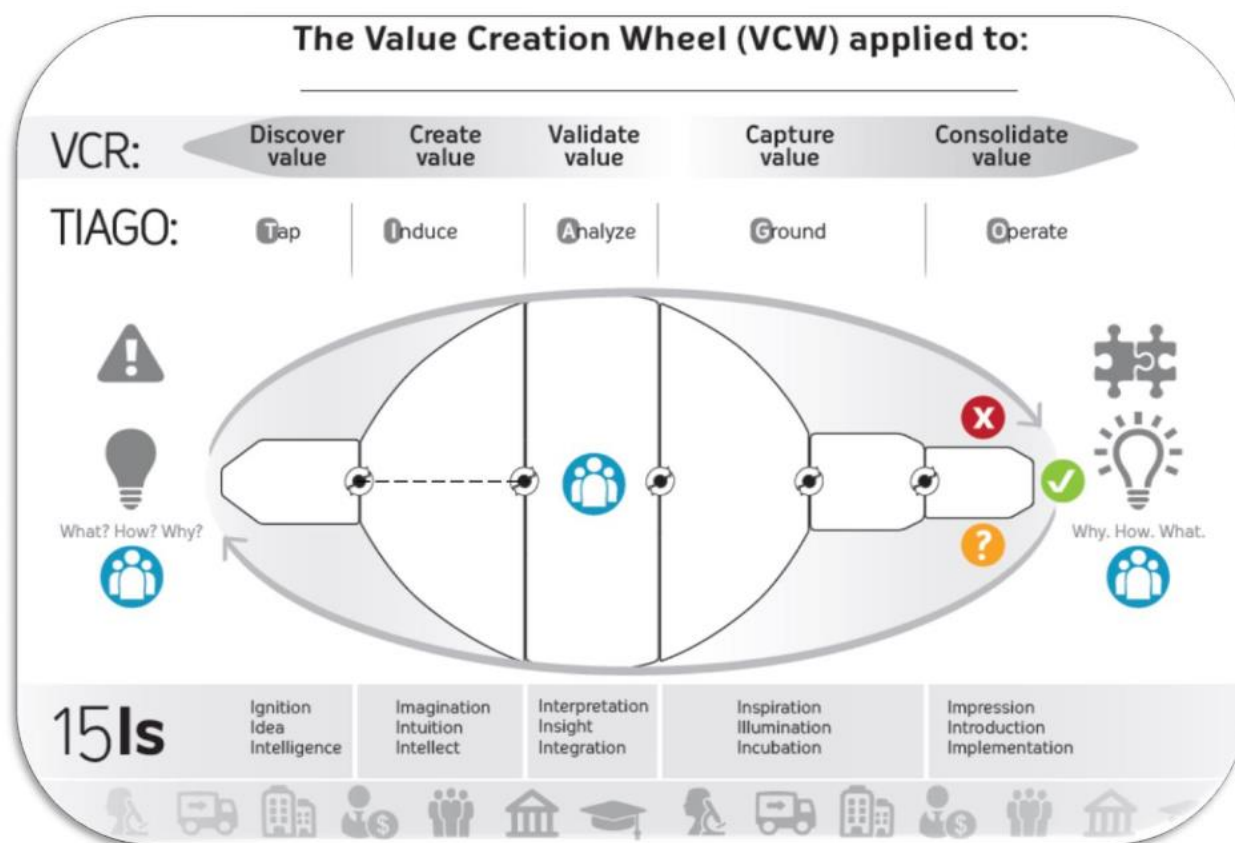 The Value Creation Wheel (VCW) applied to:
VCR:
Discover value
Create value
Validate value
Capture value
Consolidate value
TIAGO:
Tap
Induce
Analyze
Ground
Operate
!
X
✓
?
What? How? Why?
Why. How. What.
15Is
Ignition
Idea
Intelligence
Imagination
Intuition
Intellect
Interpretation
Insight
Integration
Inspiration
Illumination
Incubation
Impression
Introduction
Implementation
$
$